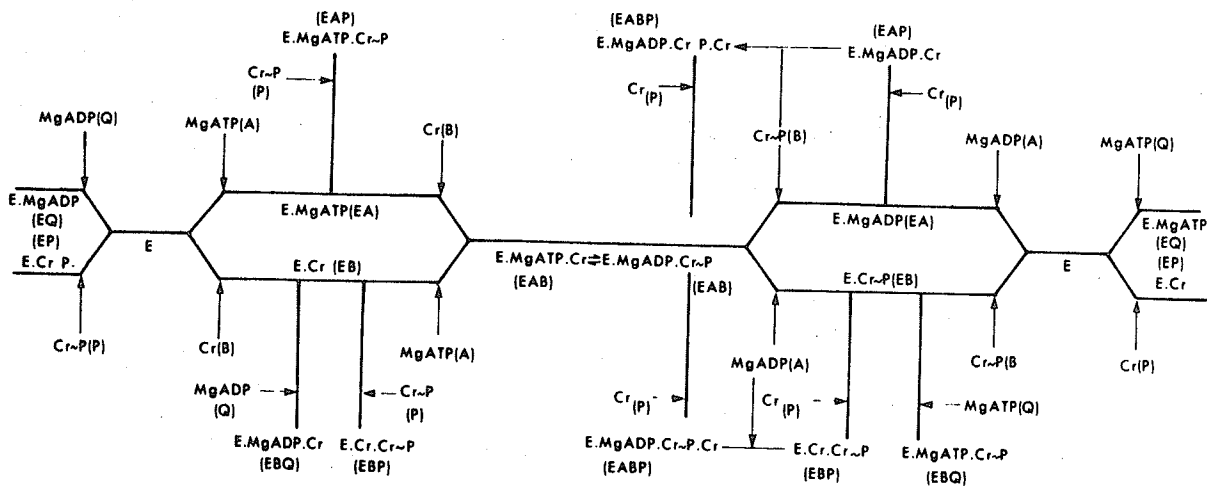 (EAP)
E.MgATP.Cr~P
(EABP)
E.MgADP.Cr P.Cr
(EAP)
E.MgADP.Cr
Cr~P
(P)
Cr(P)
Cr(P)
MgADP(Q)
MgATP(A)
Cr(B)
Cr~P(B)
MgADP(A)
MgATP(Q)
E.MgADP
(EQ)
(EP)
E.Cr P.
E
E.MgATP(EA)
E.Cr (EB)
E.MgATP.Cr⇌E.MgADP.Cr~P
(EAB)
(EAB)
E.MgADP(EA)
E.Cr~P(EB)
E
E.MgATP
(EQ)
(EP)
E.Cr
Cr~P(P)
Cr(B)
MgATP(A)
MgADP(A)
Cr~P(B
Cr(P)
MgADP
(Q)
Cr~P
(P)
Cr(P)-
Cr(P) -
MgATP(Q)
E.MgADP.Cr
(EBQ)
E.Cr.Cr~P
(EBP)
E.MgADP.Cr~P.Cr
(EABP)
E.Cr.Cr~P
(EBP)
E.MgATP.Cr~P
(EBQ)